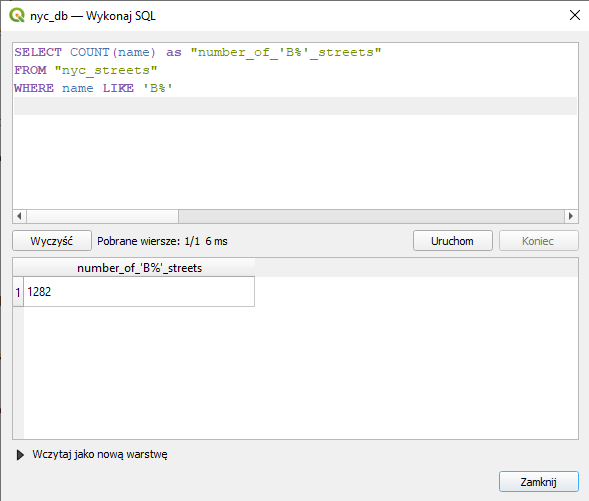 nyc_db — Wykonaj SQL
SELECT COUNT(name) as "number_of_'B%'_streets"
FROM "nyc_streets"
WHERE name LIKE 'B%'
Wyczyść Pobrane wiersze: 1/1 6 ms Uruchom Koniec
number_of_'B%'_streets
1 1282
Wczytaj jako nową warstwę
Zamknij